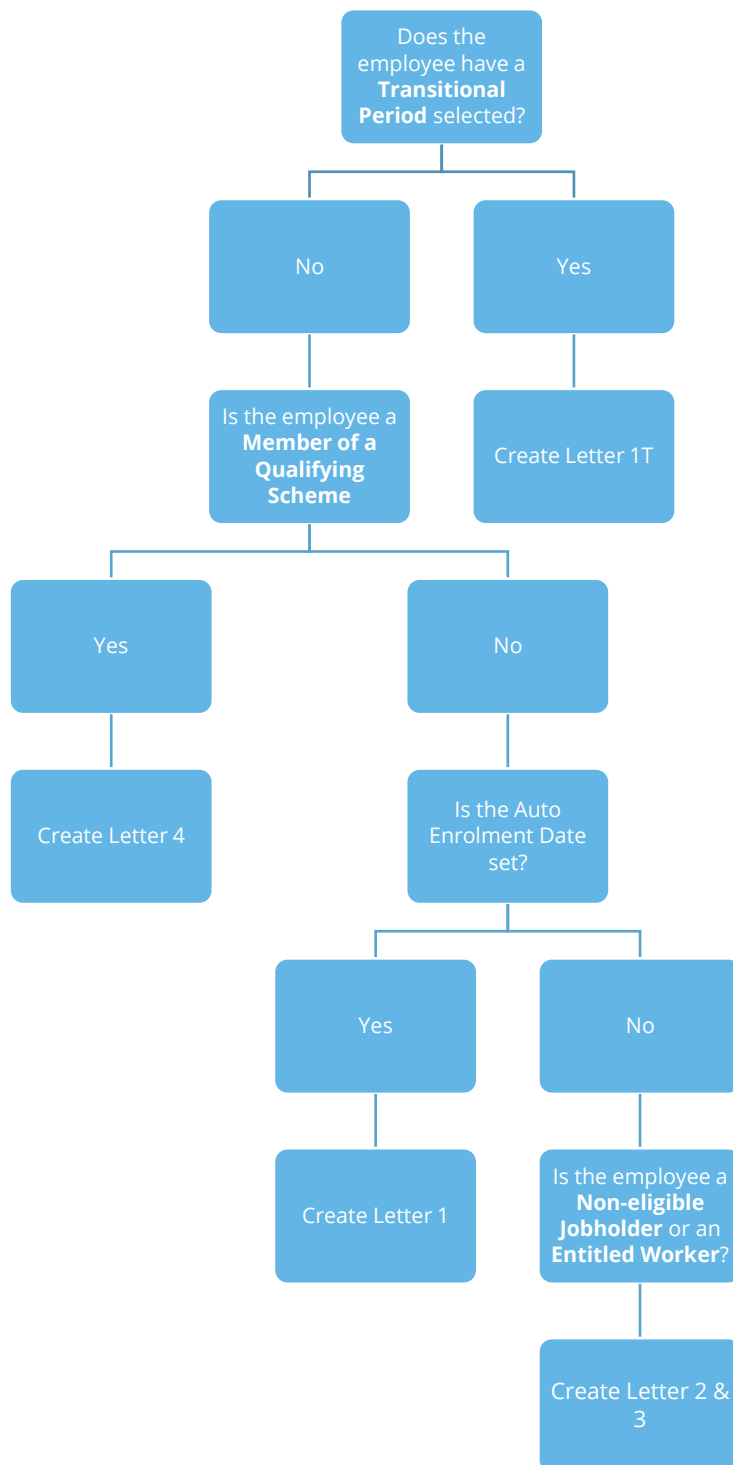 Does the
employee have a
Transitional
Period selected?
No
Yes
Is the employee a
Member of a
Qualifying
Scheme
Create Letter 1T
Yes
No
Create Letter 4
Is the Auto
Enrolment Date
set?
Yes
No
Create Letter 1
Is the employee a
Non-eligible
Jobholder or an
Entitled Worker?
Create Letter 2 &
3